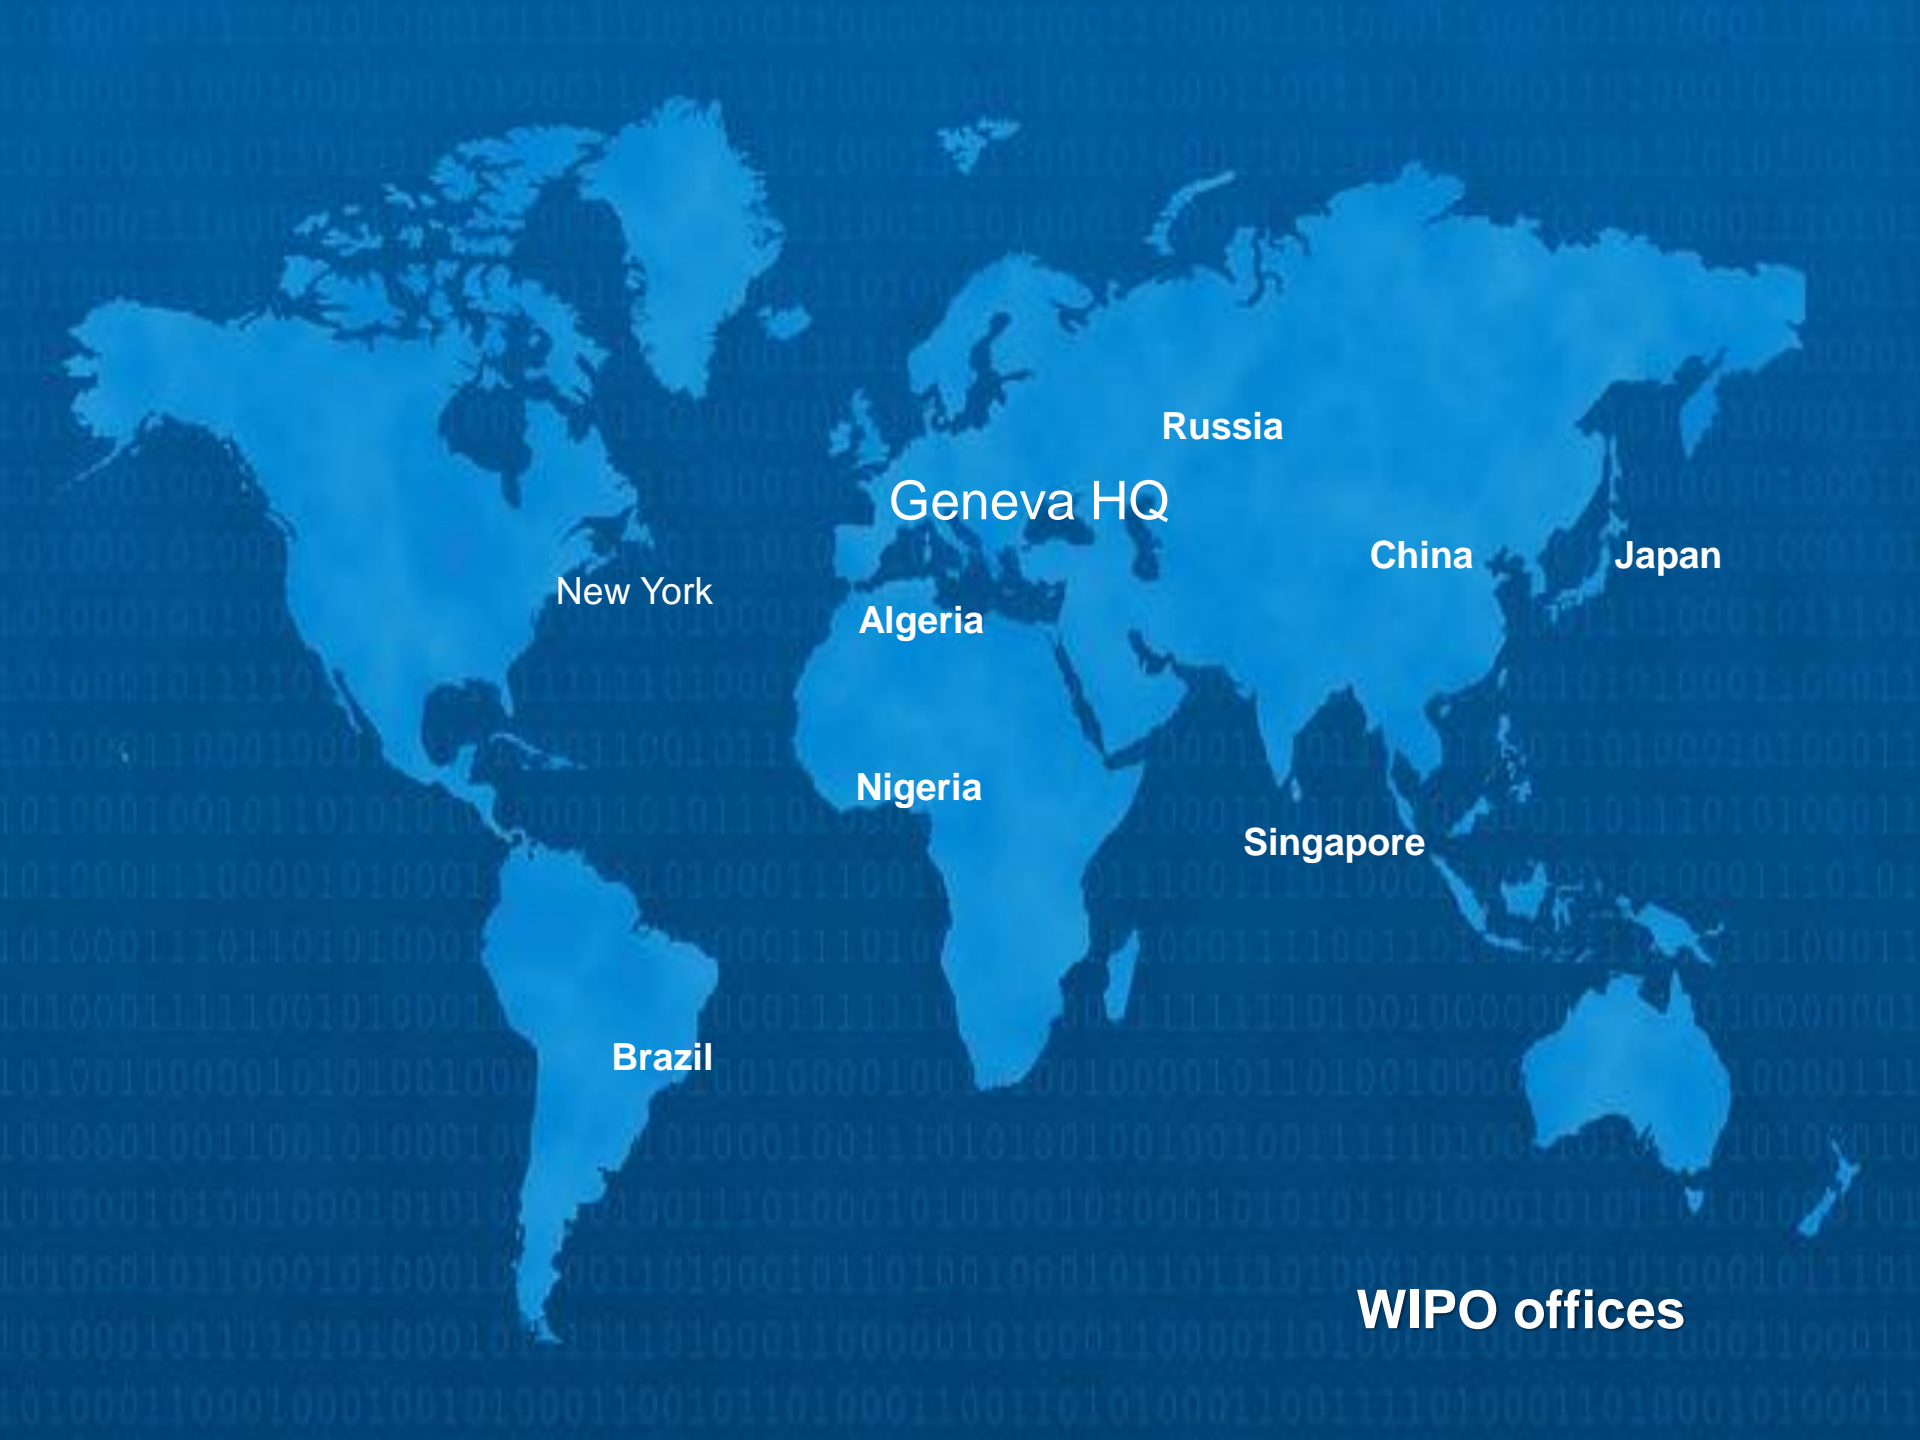 Russia
Geneva HQ
China
Japan
New York
Algeria
Nigeria
Singapore
Brazil
WIPO offices